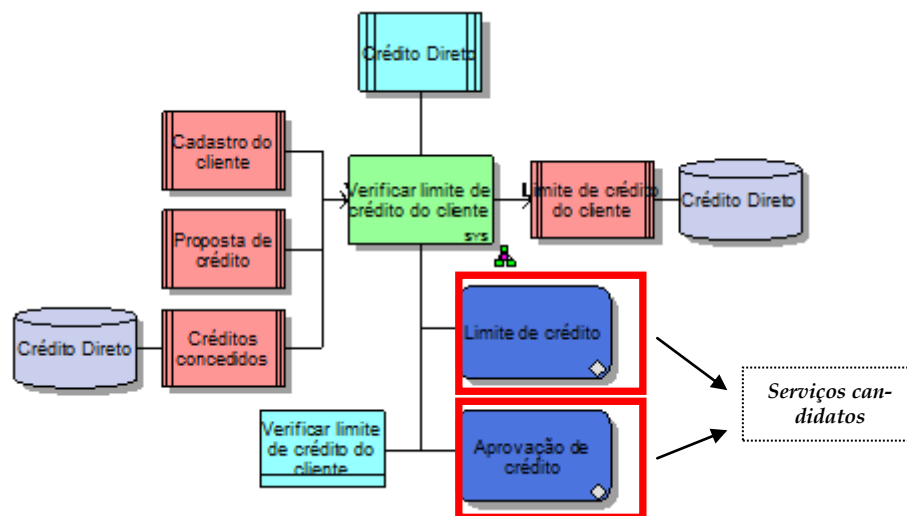 Crédito Direto
Cadastro do
cliente
Verificar limite de
crédito do cliente
SYS
Limite de crédito
do cliente
Crédito Direto
Proposta de
crédito
Crédito Direto
Créditos
concedidos
Limite de crédito
Serviços can-
didatos
Verificar limite
de crédito do
cliente
Aprovação de
crédito